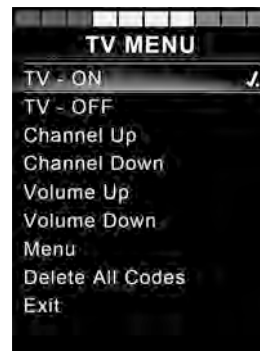 TV MENU
TV - ON
TV - OFF
Channel Up
Channel Down
Volume Up
Volume Down
Menu
Delete All Codes
Exit